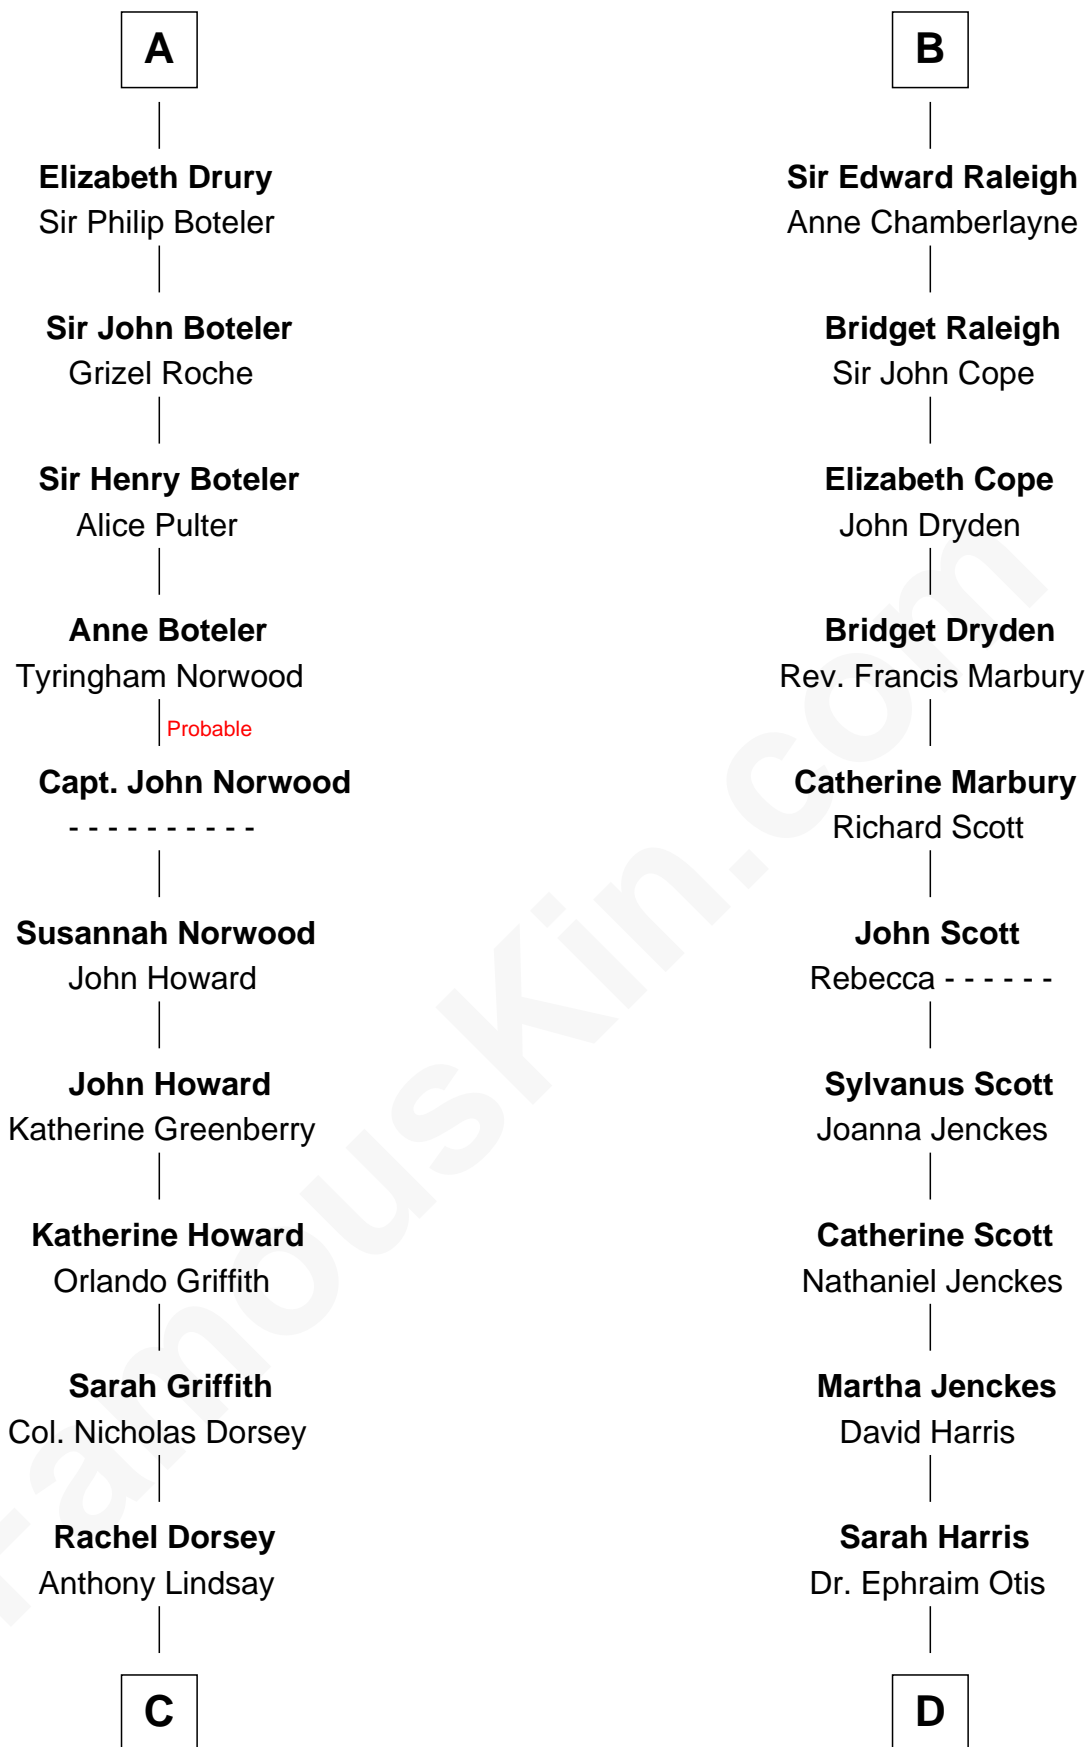 A
Elizabeth Drury
Sir Philip Boteler
Sir John Boteler
Grizel Roche
Sir Henry Boteler
Alice Pulter
Anne Boteler
Tyringham Norwood
Probable
Capt. John Norwood
- - - - - - - - - -
Susannah Norwood
John Howard
John Howard
Katherine Greenberry
Katherine Howard
Orlando Griffith
Sarah Griffith
Col. Nicholas Dorsey
Rachel Dorsey
Anthony Lindsay
C
B
Sir Edward Raleigh
Anne Chamberlayne
Bridget Raleigh
Sir John Cope
Elizabeth Cope
John Dryden
Bridget Dryden
Rev. Francis Marbury
Catherine Marbury
Richard Scott
John Scott
Rebecca - - - - - -
Sylvanus Scott
Joanna Jenckes
Catherine Scott
Nathaniel Jenckes
Martha Jenckes
David Harris
Sarah Harris
Dr. Ephraim Otis
D
FamousKin.com